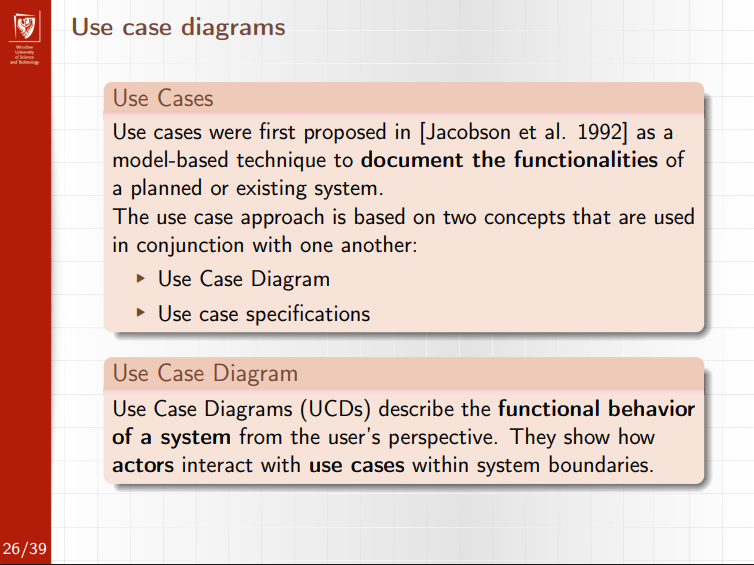 Use case diagrams
Wrocław
University
of Science
and Technology
Use Cases
Use cases were first proposed in [Jacobson et al. 1992] as a
model-based technique to document the functionalities of
a planned or existing system.
The use case approach is based on two concepts that are used
in conjunction with one another:
Use Case Diagram
Use case specifications
Use Case Diagram
Use Case Diagrams (UCDs) describe the functional behavior
of a system from the user's perspective. They show how
actors interact with use cases within system boundaries.
26/39